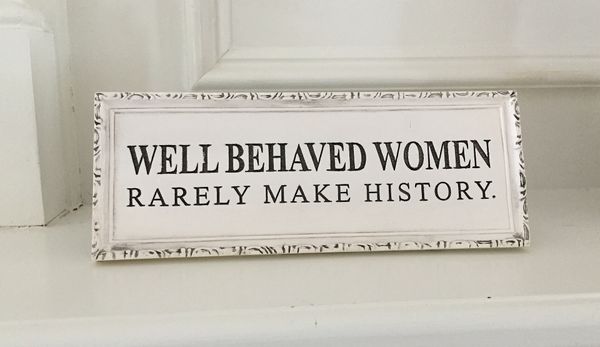 WELL BEHAVED WOMEN
RARELY MAKE HISTORY.